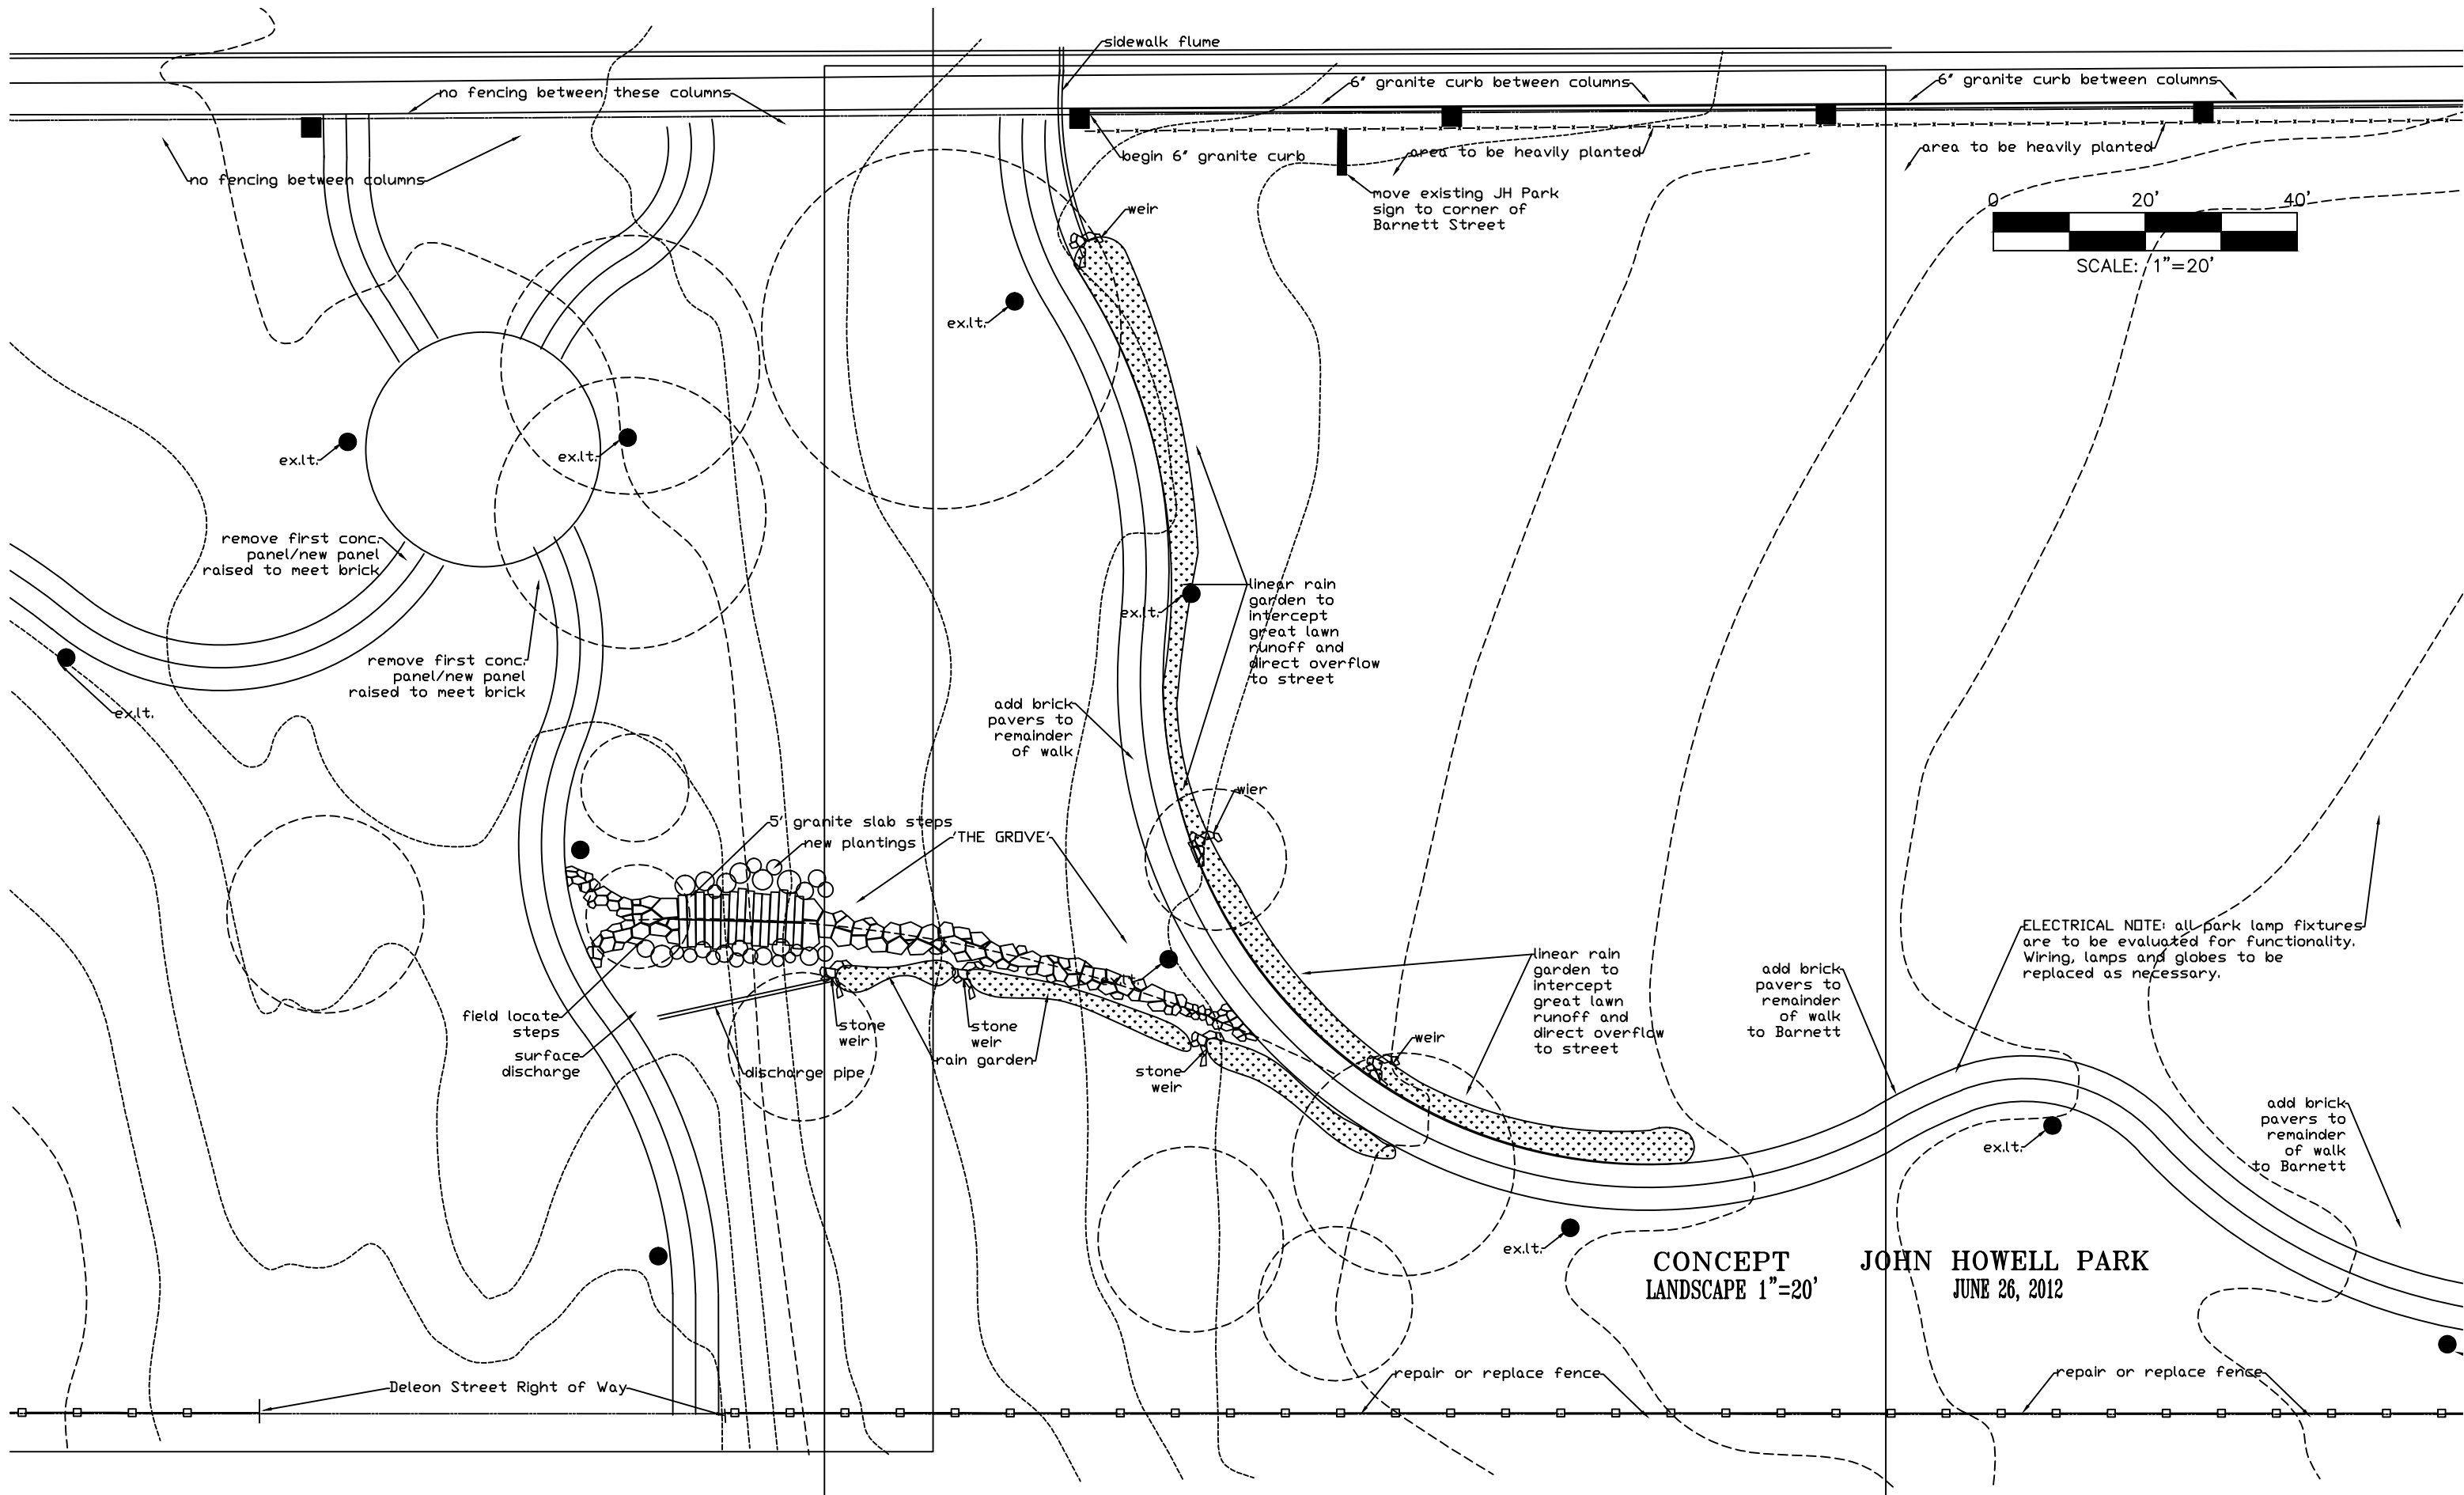 sidewalk flume
no fencing between these columns
6" granite curb between columns
6" granite curb between columns
begin 6" granite curb
area to be heavily planted
area to be heavily planted
no fencing between columns
move existing JH Park
sign to corner of
Barnett Street
weir
0 20' 40'
SCALE: 1"=20'
ex.lt.
ex.lt.
ex.lt.
remove first conc.
panel/new panel
raised to meet brick
linear rain
garden to
intercept
great lawn
runoff and
direct overflow
to street
ex.lt.
remove first conc.
panel/new panel
raised to meet brick
ex.lt.
add brick
pavers to
remainder
of walk
wier
5' granite slab steps
new plantings
'THE GROVE'
ELECTRICAL NOTE: all park lamp fixtures
are to be evaluated for functionality.
Wiring, lamps and globes to be
replaced as necessary.
linear rain
garden to
intercept
great lawn
runoff and
direct overflow
to street
add brick
pavers to
remainder
of walk
to Barnett
field locate
steps
surface
discharge
stone
weir
stone
weir
rain garden
discharge pipe
stone
weir
weir
add brick
pavers to
remainder
of walk
to Barnett
ex.lt.
ex.lt.
CONCEPT
LANDSCAPE 1"=20'
JOHN HOWELL PARK
JUNE 26, 2012
Deleon Street Right of Way
repair or replace fence
repair or replace fence